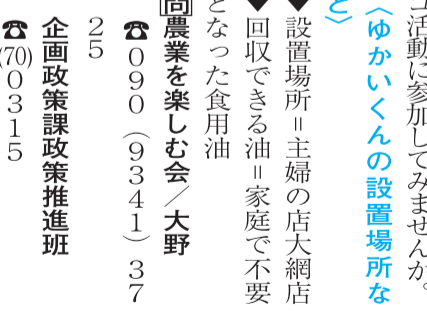 ュ活動に参加してみませんか。
〈ゆかいくんの設置場所な
ど〉
◆設置場所＝主婦の店大網店
◆回収できる油＝家庭で不要
となった食用油
問農業を楽しむ会／大野
☎０９０（９３４１）３７
２５
企画政策課政策推進班
☎(70)０３１５